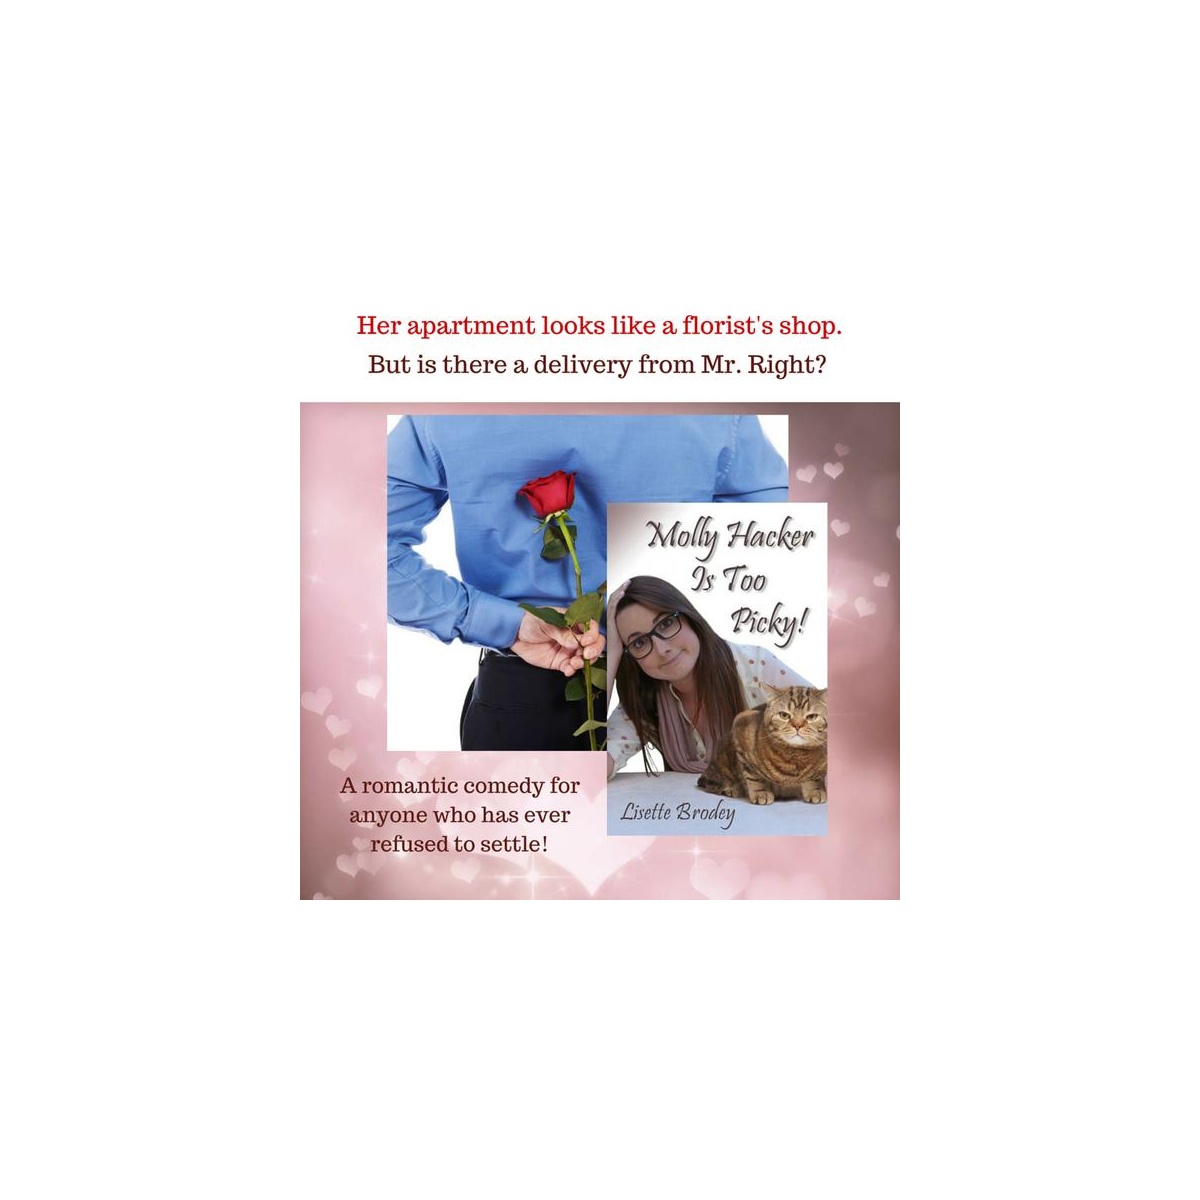 Her apartment looks like a florist's shop.
But is there a delivery from Mr. Right?
Molly Hacker
Is Too
Picky!
Lisette Brodey
A romantic comedy for
anyone who has ever
refused to settle!